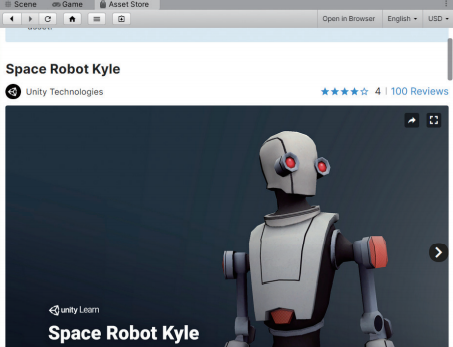 Scene Game Asset Store
Open in Browser English USD
asset.
Space Robot Kyle
Unity Technologies 4 | 100 Reviews
unity Learn
Space Robot Kyle